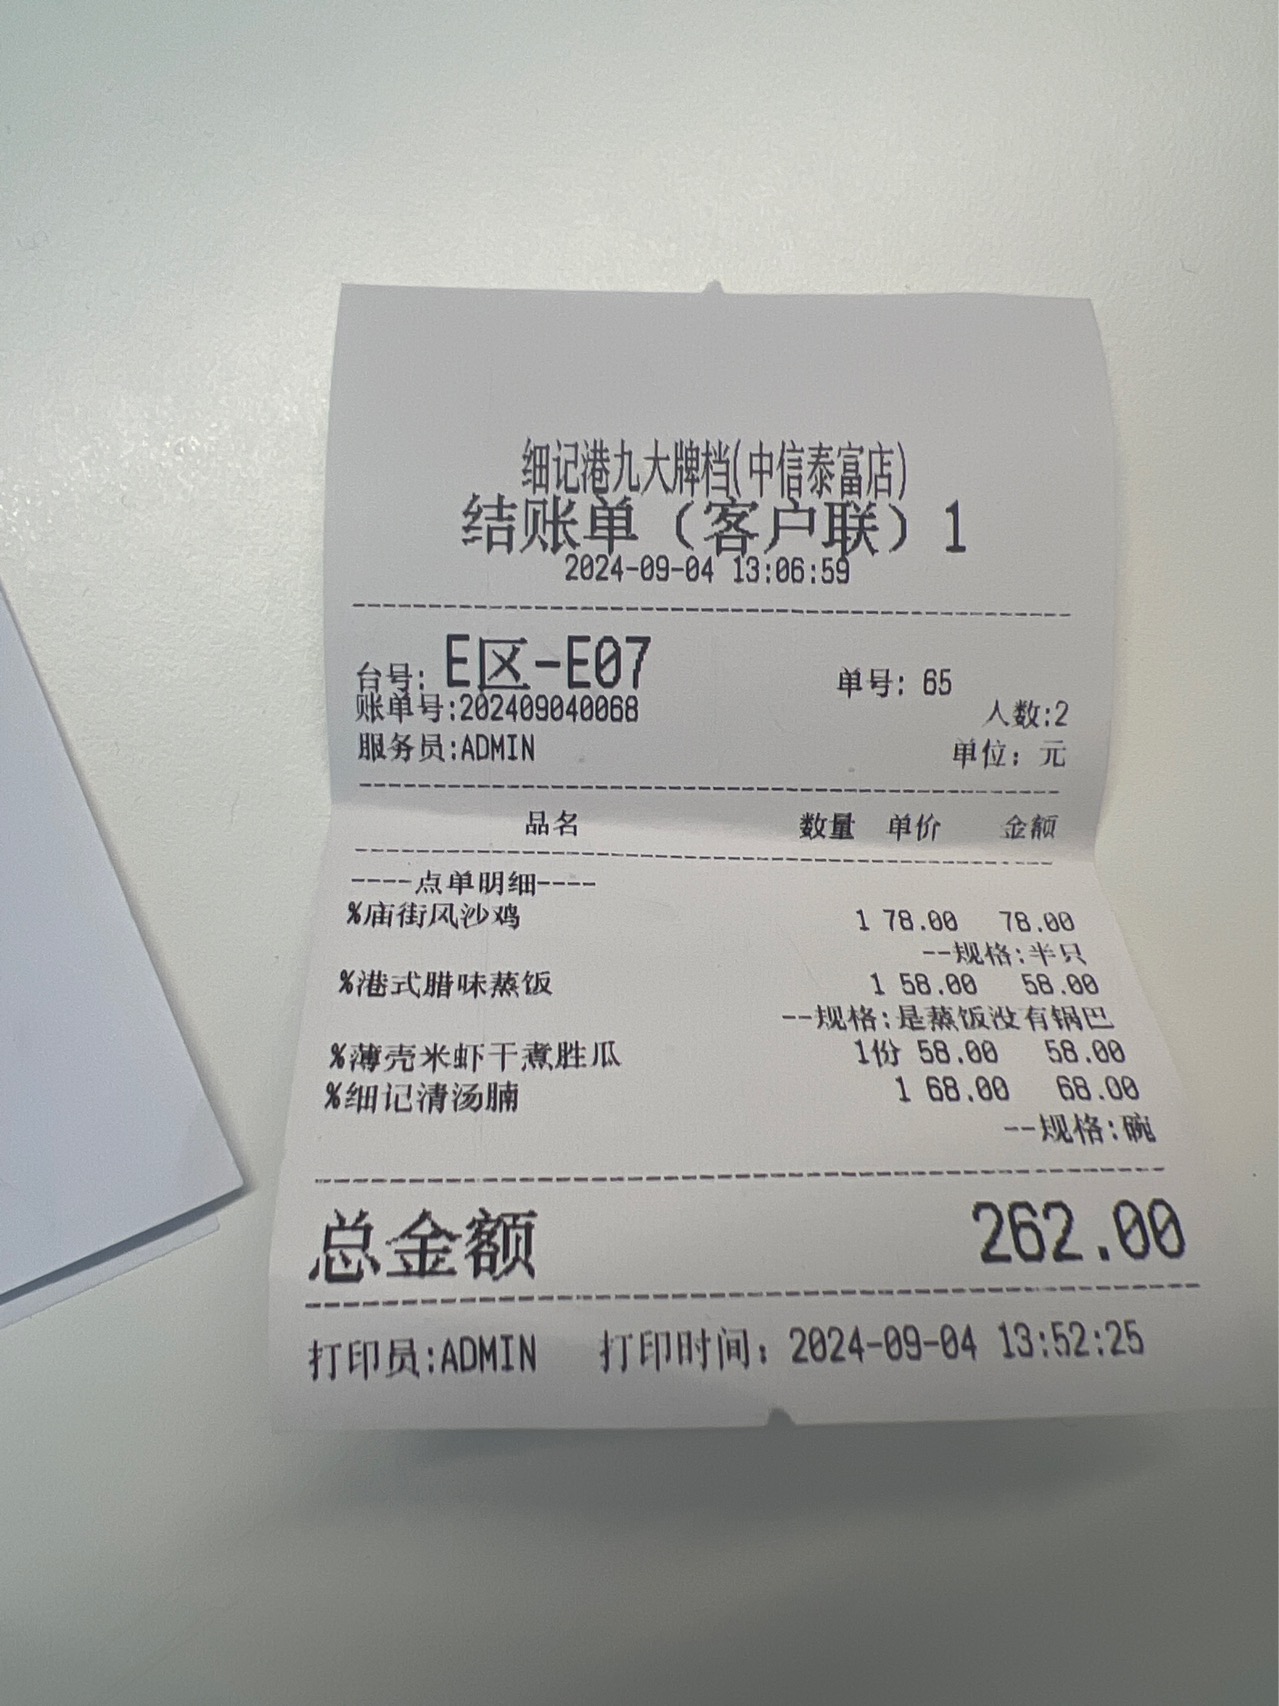 细记港九大牌档(中信泰富店)
结账单（客户联）1
2024-09-04 13:06:59
台号: E区-E07 单号: 65
账单号:202409040068 人数:2
服务员:ADMIN 单位: 元
品名 数量 单价 金额
----点单明细----
%庙街风沙鸡 1 78.00 78.00
--规格:半只
%港式腊味蒸饭 1 58.00 58.00
--规格:是蒸饭没有锅巴
%薄壳米虾干煮胜瓜 1份 58.00 58.00
%细记清汤腩 1 68.00 68.00
--规格:碗
总金额 262.00
打印员:ADMIN 打印时间: 2024-09-04 13:52:25